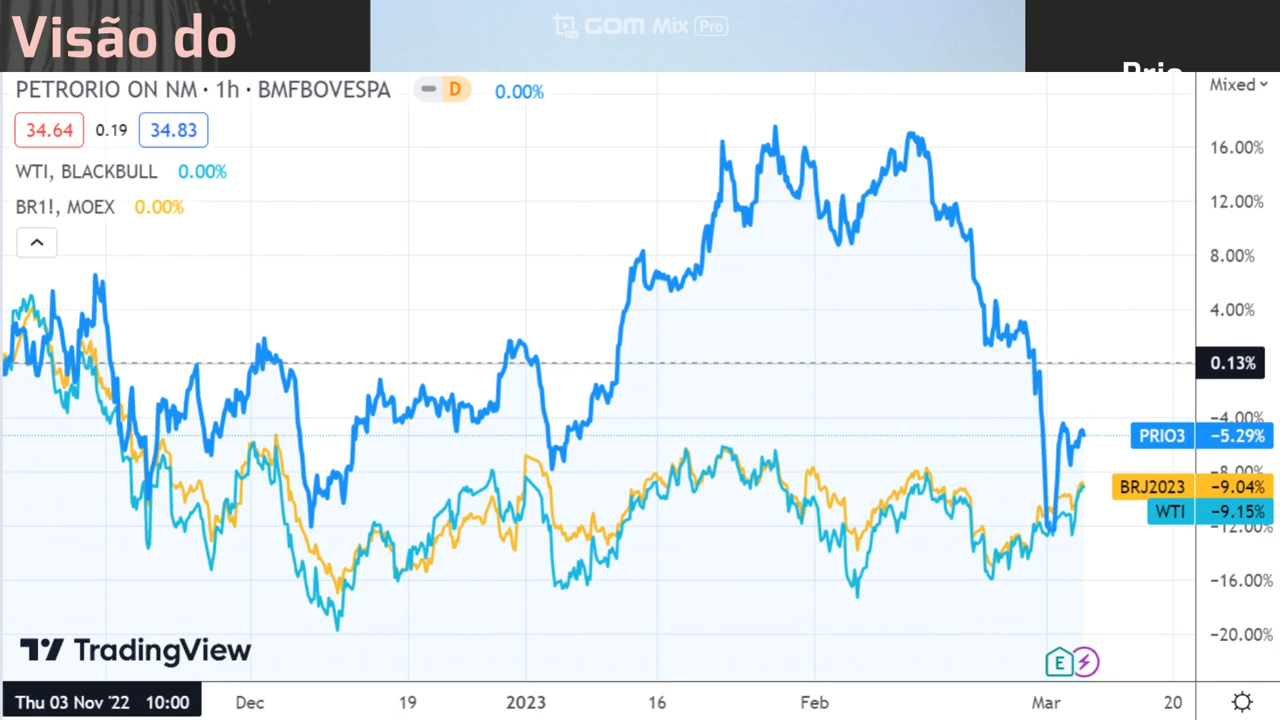 Visão do
GOM Mix Pro
PETRORIO ON NM · 1h · BMFBOVESPA
D
0.00%
Mixed
34.64
0.19
34.83
WTI, BLACKBULL 0.00%
BR1!, MOEX 0.00%
16.00%
12.00%
8.00%
4.00%
0.13%
−4.00%
PRIO3 −5.29%
−8.00%
BRJ2023 −9.04%
WTI −9.15%
−12.00%
−16.00%
−20.00%
TradingView
E
Thu 03 Nov '22 10:00
Dec
19
2023
16
Feb
Mar
20